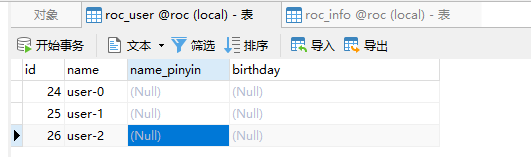 对象 roc_user @roc (local) - 表 roc_info @roc (local) - 表
开始事务 文本 筛选 排序 导入 导出
id name name_pinyin birthday
24 user-0 (Null) (Null)
25 user-1 (Null) (Null)
26 user-2 (Null) (Null)